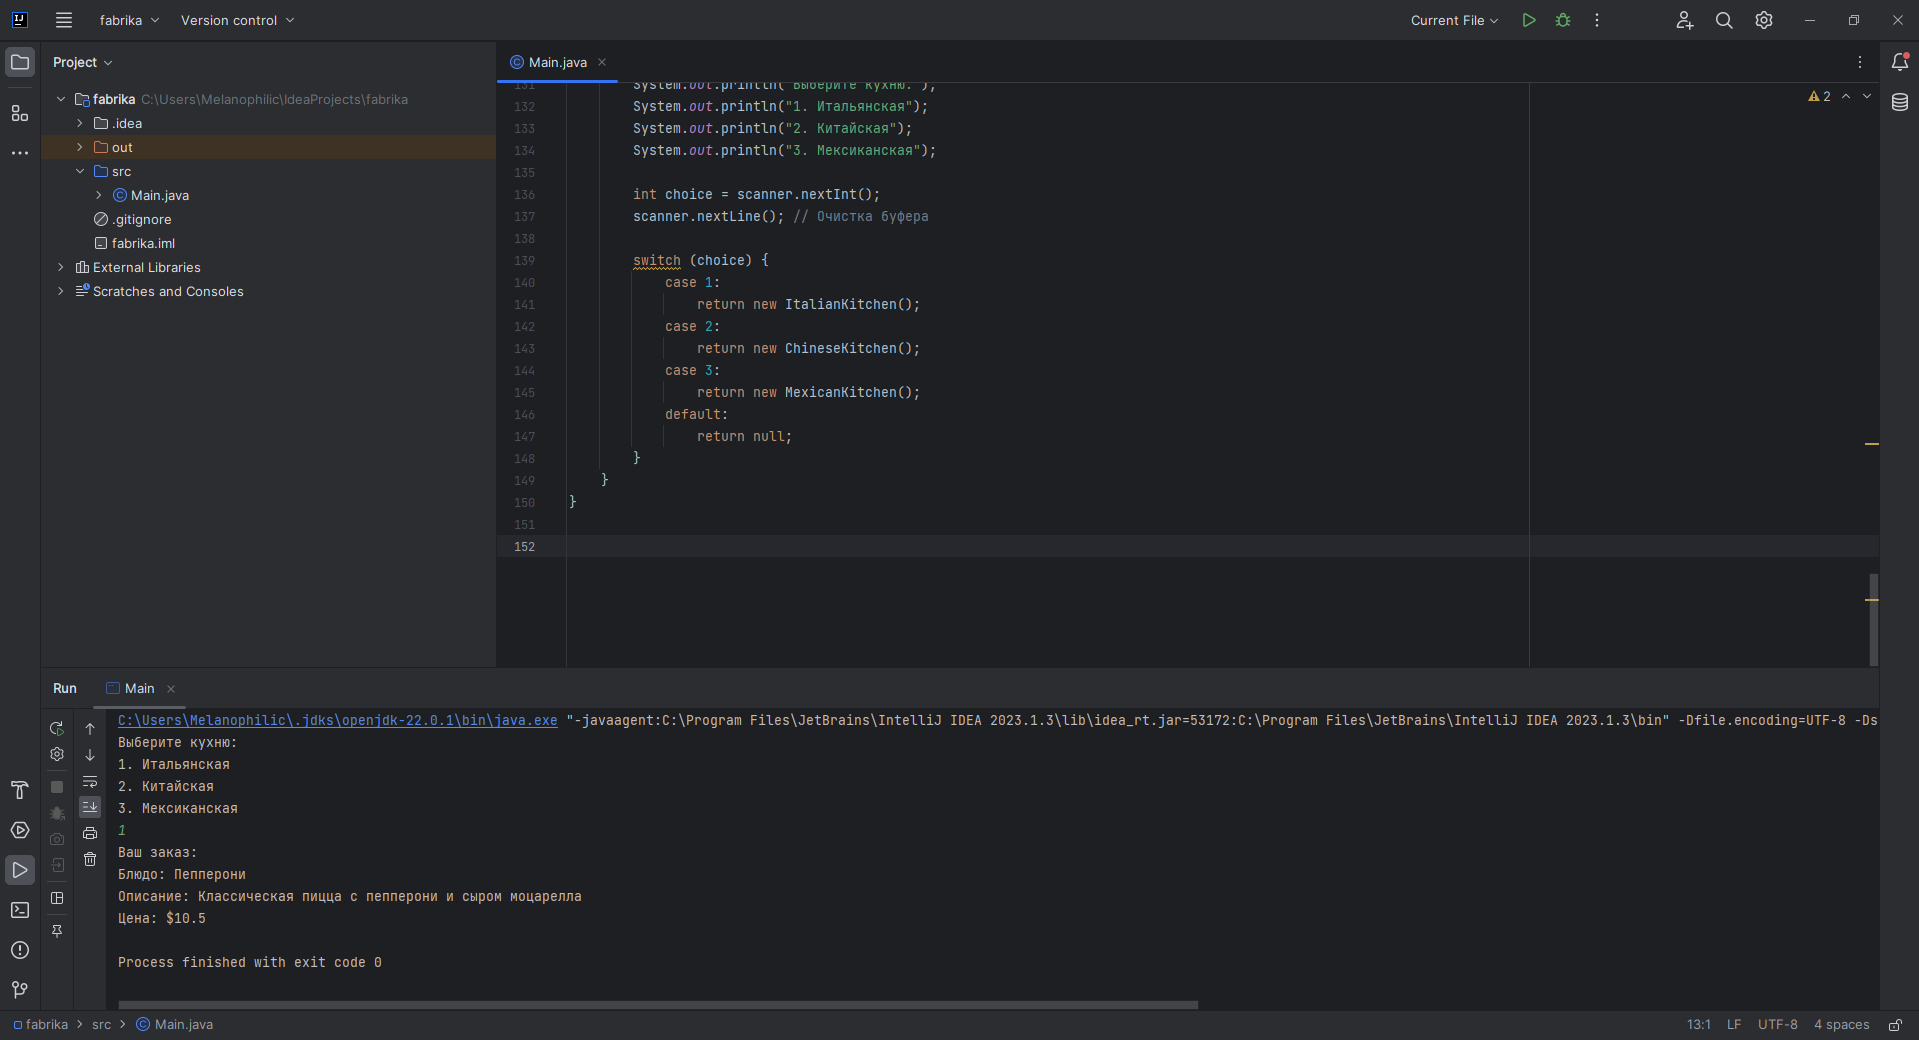 IJ fabrika Version control Current File
Project Main.java
fabrika C:\Users\Melanophilic\IdeaProjects\fabrika
.idea
out
src
Main.java
.gitignore
fabrika.iml
External Libraries
Scratches and Consoles
2
131 System.out.println("Выберите кухню:");
132 System.out.println("1. Итальянская");
133 System.out.println("2. Китайская");
134 System.out.println("3. Мексиканская");
135
136 int choice = scanner.nextInt();
137 scanner.nextLine(); // Очистка буфера
138
139 switch (choice) {
140 case 1:
141 return new ItalianKitchen();
142 case 2:
143 return new ChineseKitchen();
144 case 3:
145 return new MexicanKitchen();
146 default:
147 return null;
148 }
149 }
150 }
151
152
Run Main
C:\Users\Melanophilic\.jdks\openjdk-22.0.1\bin\java.exe "-javaagent:C:\Program Files\JetBrains\IntelliJ IDEA 2023.1.3\lib\idea_rt.jar=53172:C:\Program Files\JetBrains\IntelliJ IDEA 2023.1.3\bin" -Dfile.encoding=UTF-8 -Ds
Выберите кухню:
1. Итальянская
2. Китайская
3. Мексиканская
1
Ваш заказ:
Блюдо: Пепперони
Описание: Классическая пицца с пепперони и сыром моцарелла
Цена: $10.5
Process finished with exit code 0
fabrika > src > Main.java 13:1 LF UTF-8 4 spaces